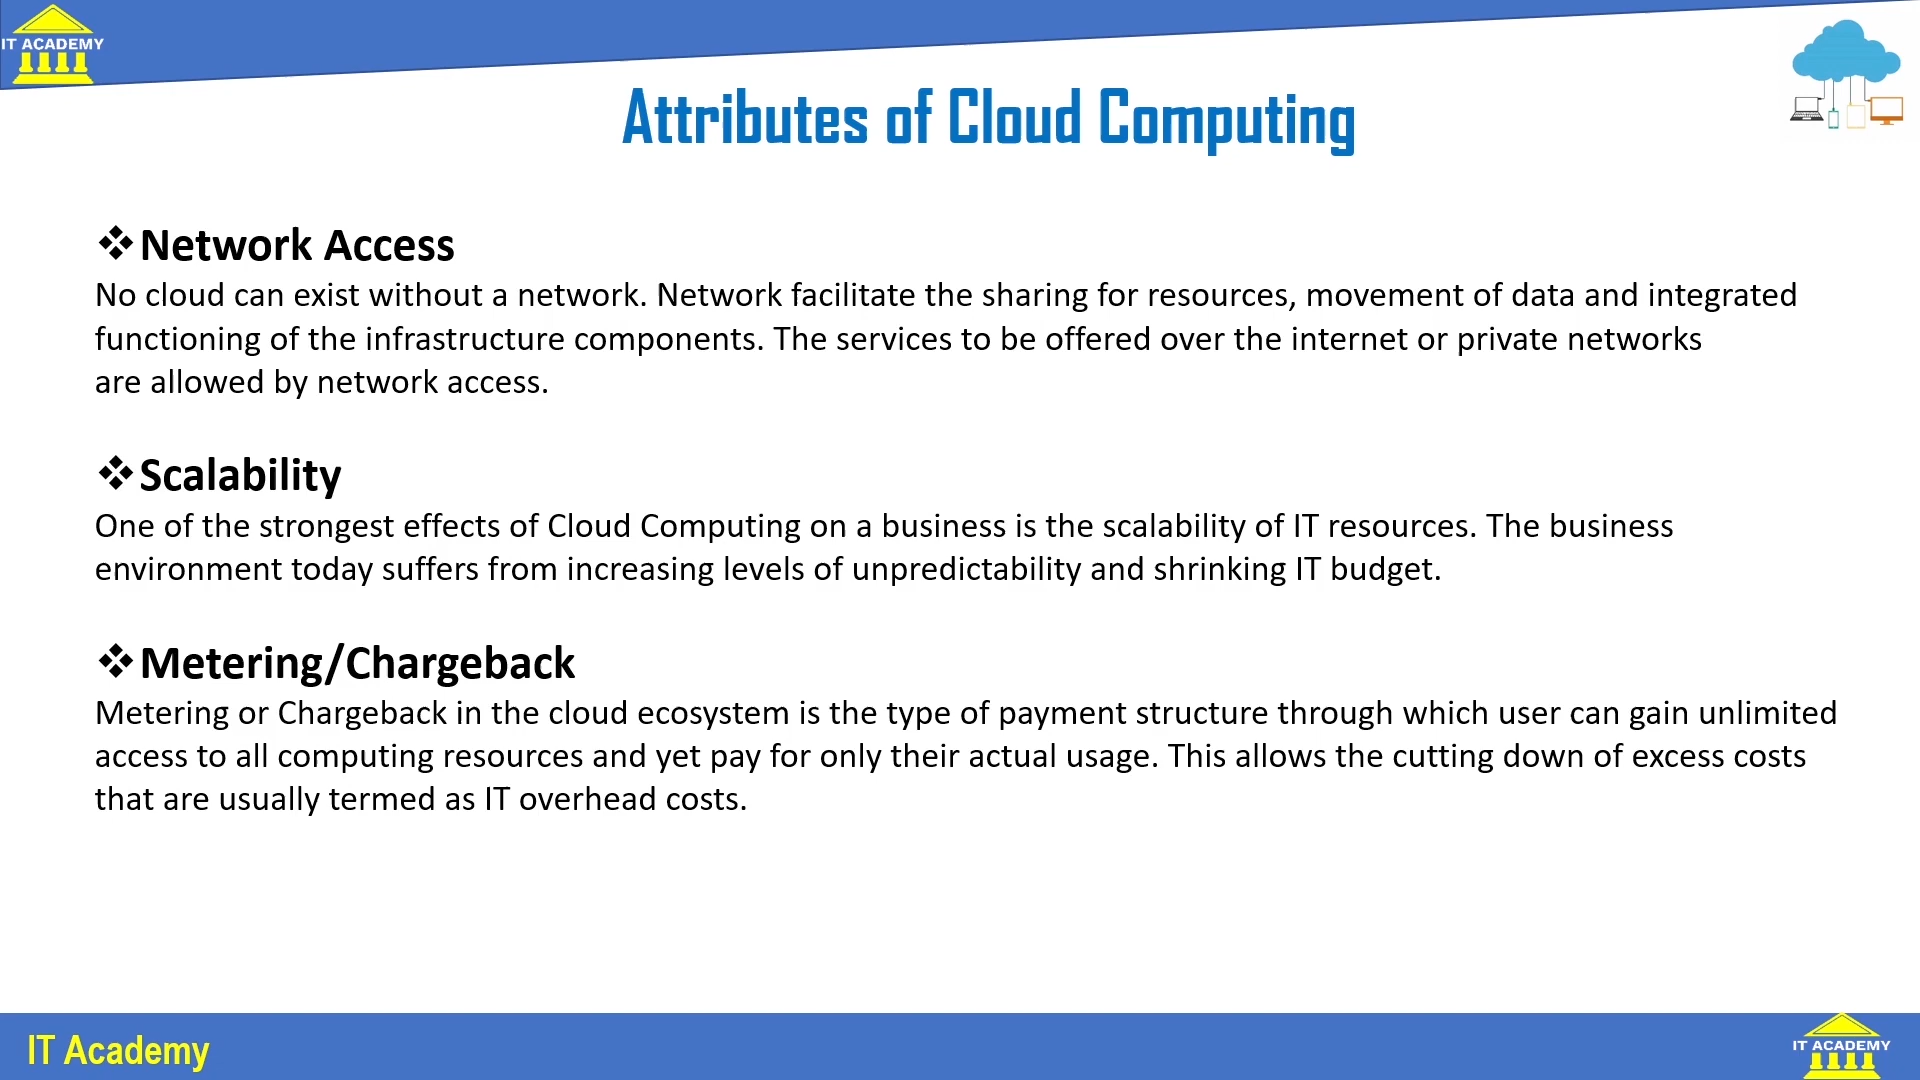 IT ACADEMY
Attributes of Cloud Computing
❖Network Access
No cloud can exist without a network. Network facilitate the sharing for resources, movement of data and integrated
functioning of the infrastructure components. The services to be offered over the internet or private networks
are allowed by network access.
❖Scalability
One of the strongest effects of Cloud Computing on a business is the scalability of IT resources. The business
environment today suffers from increasing levels of unpredictability and shrinking IT budget.
❖Metering/Chargeback
Metering or Chargeback in the cloud ecosystem is the type of payment structure through which user can gain unlimited
access to all computing resources and yet pay for only their actual usage. This allows the cutting down of excess costs
that are usually termed as IT overhead costs.
IT Academy
IT ACADEMY